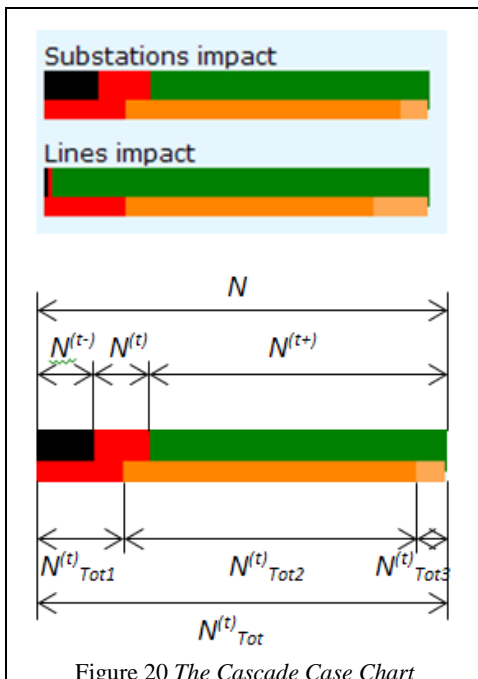 Substations impact
Lines impact
N
N(t-) N(t) N(t+)
N(t)Tot1 N(t)Tot2 N(t)Tot3
N(t)Tot
Figure 20 The Cascade Case Chart